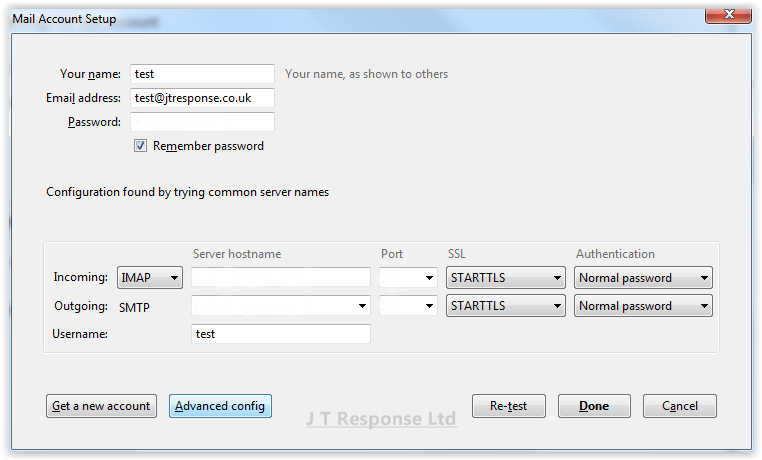 Mail Account Setup
Your name: test Your name, as shown to others
Email address: test@jtresponse.co.uk
Password:
Remember password
Configuration found by trying common server names
Server hostname Port SSL Authentication
Incoming: IMAP STARTTLS Normal password
Outgoing: SMTP STARTTLS Normal password
Username: test
Get a new account Advanced config Re-test Done Cancel
J T Response Ltd